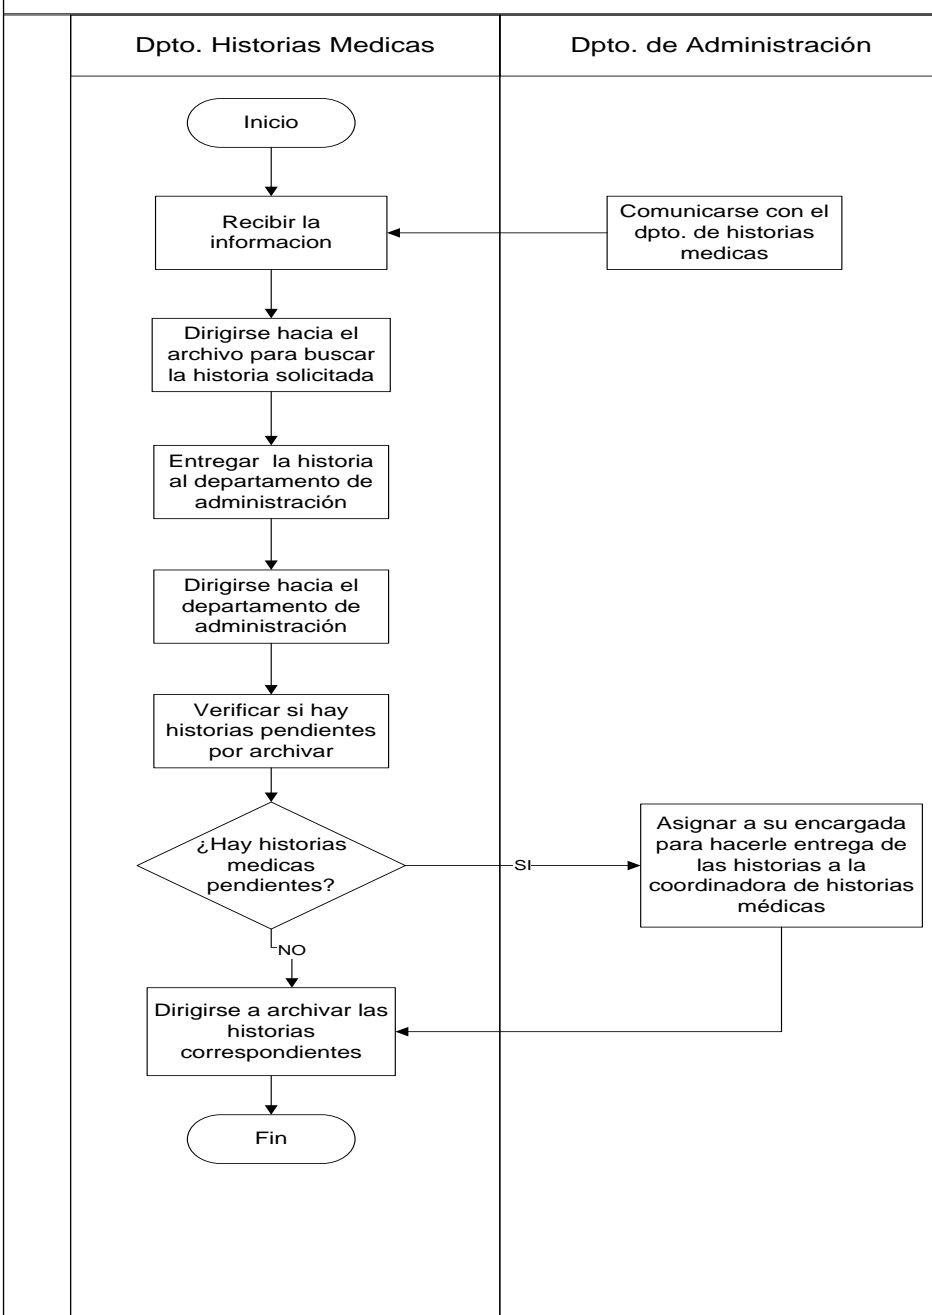 Dpto. Historias Medicas
Dpto. de Administración
Inicio
Recibir la
informacion
Comunicarse con el
dpto. de historias
medicas
Dirigirse hacia el
archivo para buscar
la historia solicitada
Entregar  la historia
al departamento de
administración
Dirigirse hacia el
departamento de
administración
Verificar si hay
historias pendientes
por archivar
¿Hay historias
medicas
pendientes?
SI
Asignar a su encargada
para hacerle entrega de
las historias a la
coordinadora de historias
médicas
NO
Dirigirse a archivar las
historias
correspondientes
Fin